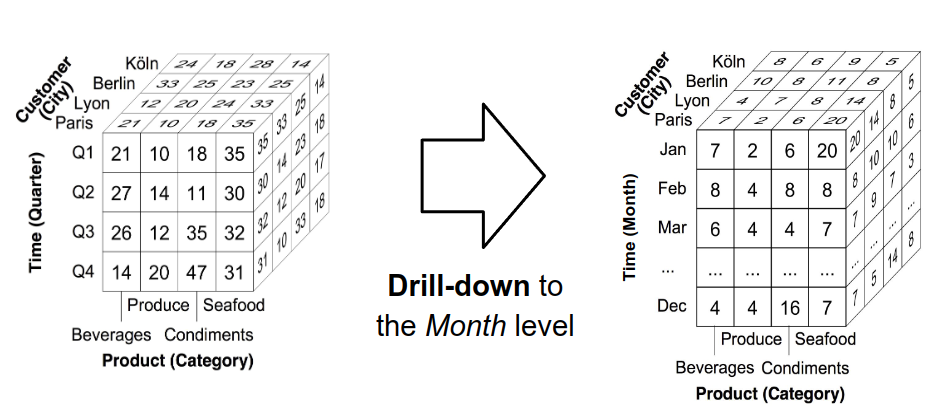 Customer
(City)
Köln 24 18 28 14
Berlin 33 25 23 25
Lyon 12 20 24 33
Paris 21 10 18 35
Time (Quarter)
Q1 21 10 18 35
Q2 27 14 11 30
Q3 26 12 35 32
Q4 14 20 47 31
35 33 25 14
30 14 23 18
32 12 20 17
31 10 33 18
Produce Seafood
Beverages Condiments
Product (Category)
Drill-down to
the Month level
Customer
(City)
Köln 8 6 9 5
Berlin 10 8 11 8
Lyon 4 7 8 14
Paris 7 2 6 20
Time (Month)
Jan 7 2 6 20
Feb 8 4 8 8
Mar 6 4 4 7
... ... ... ... ...
Dec 4 4 16 7
20 14 8 5
8 10 10 6
7 9 7 3
... ... ... ...
7 5 14 8
Produce Seafood
Beverages Condiments
Product (Category)